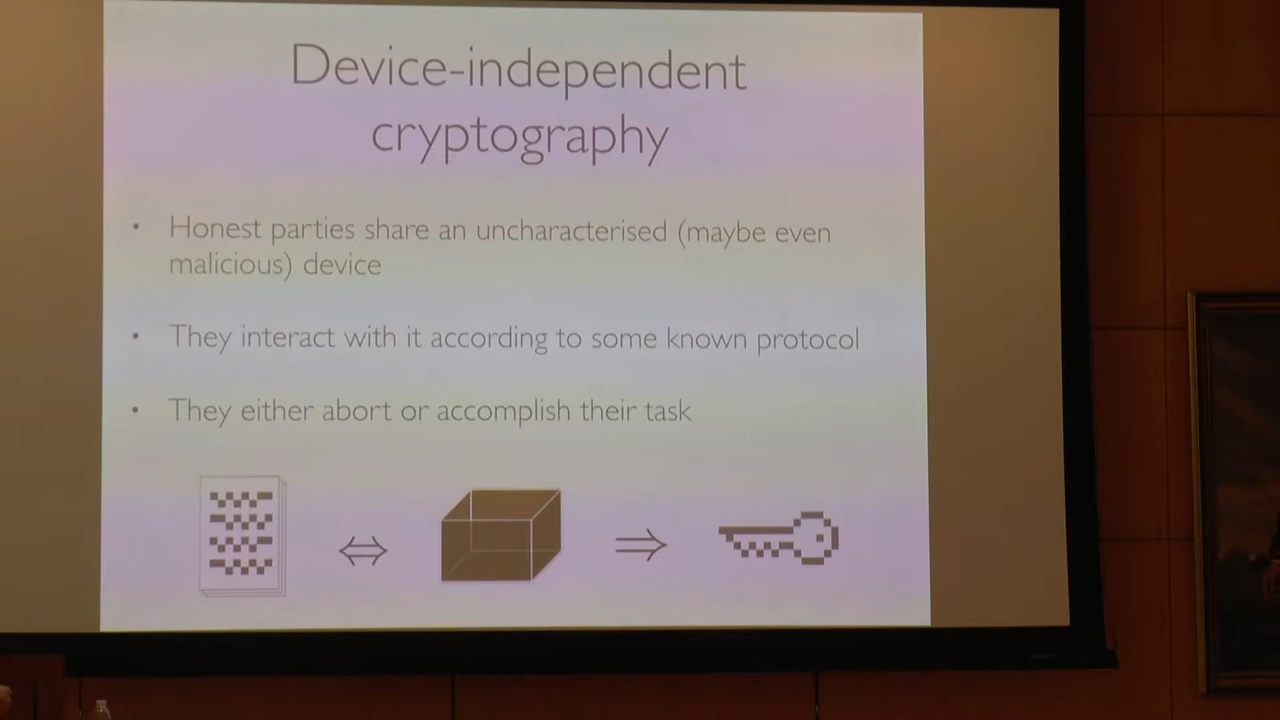 Device-independent
cryptography
• Honest parties share an uncharacterised (maybe even
malicious) device
• They interact with it according to some known protocol
• They either abort or accomplish their task
⇔ ⇒